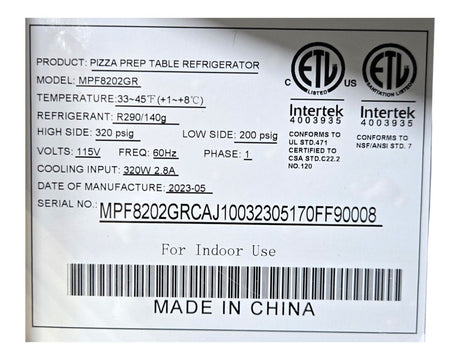 PRODUCT: PIZZA PREP TABLE REFRIGERATOR
MODEL: MPF8202GR
TEMPERATURE: 33~45℉ (+1~+8℃)
REFRIGERANT: R290/140g
HIGH SIDE: 320 psig LOW SIDE: 200 psig
VOLTS: 115V FREQ: 60Hz PHASE: 1
COOLING INPUT: 320W 2.8A
DATE OF MANUFACTURE: 2023-05
SERIAL NO.: MPF8202GRCAJ10032305170FF90008
C ETL US
LISTED
Intertek
4003935
CONFORMS TO
UL STD.471
CERTIFIED TO
CSA STD.C22.2
NO.120
ETL
SANITATION LISTED
Intertek
4003935
CONFORMS TO
NSF/ANSI STD. 7
For Indoor Use
MADE IN CHINA